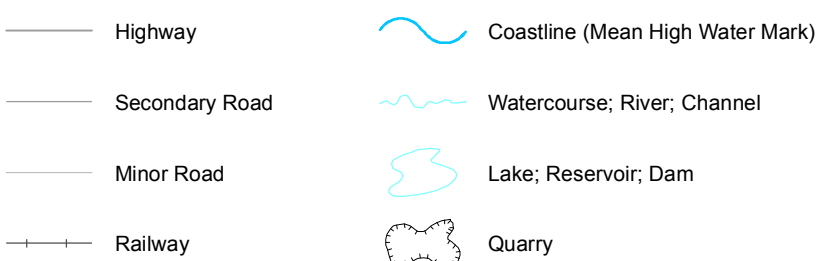 Highway
Coastline (Mean High Water Mark)
Secondary Road
Watercourse; River; Channel
Minor Road
Lake; Reservoir; Dam
Railway
Quarry